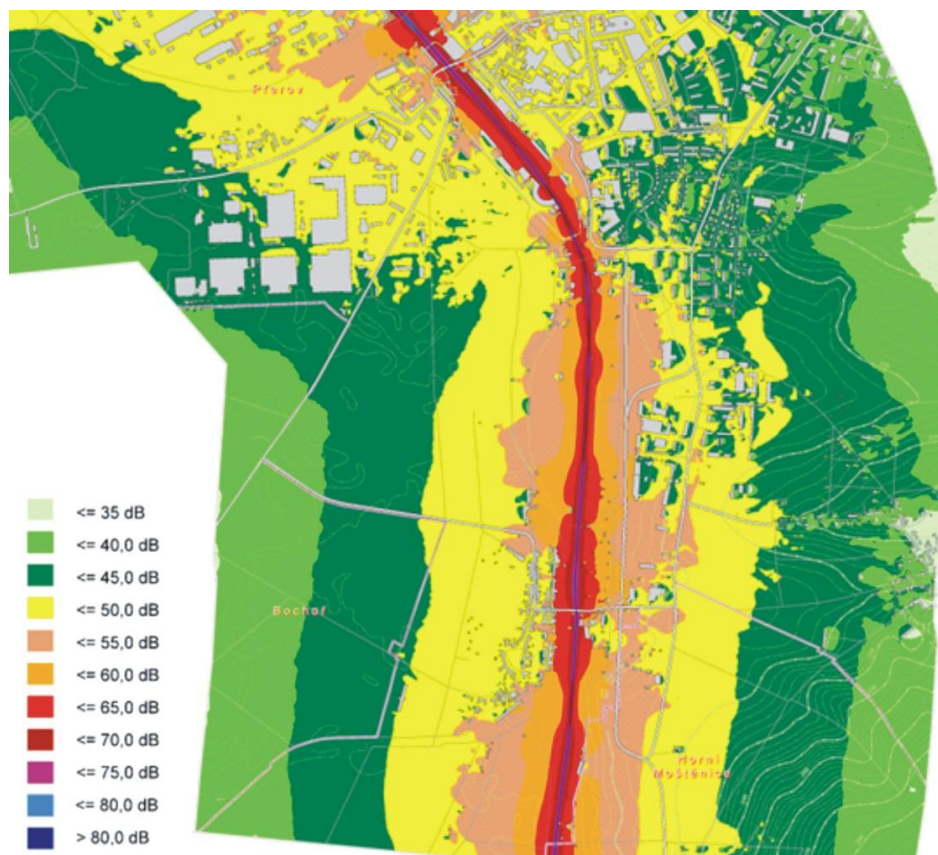 Přerov
<= 35 dB
<= 40,0 dB
<= 45,0 dB
<= 50,0 dB
<= 55,0 dB
<= 60,0 dB
<= 65,0 dB
<= 70,0 dB
<= 75,0 dB
<= 80,0 dB
> 80,0 dB
Bochoř
Horní
Moštěnice